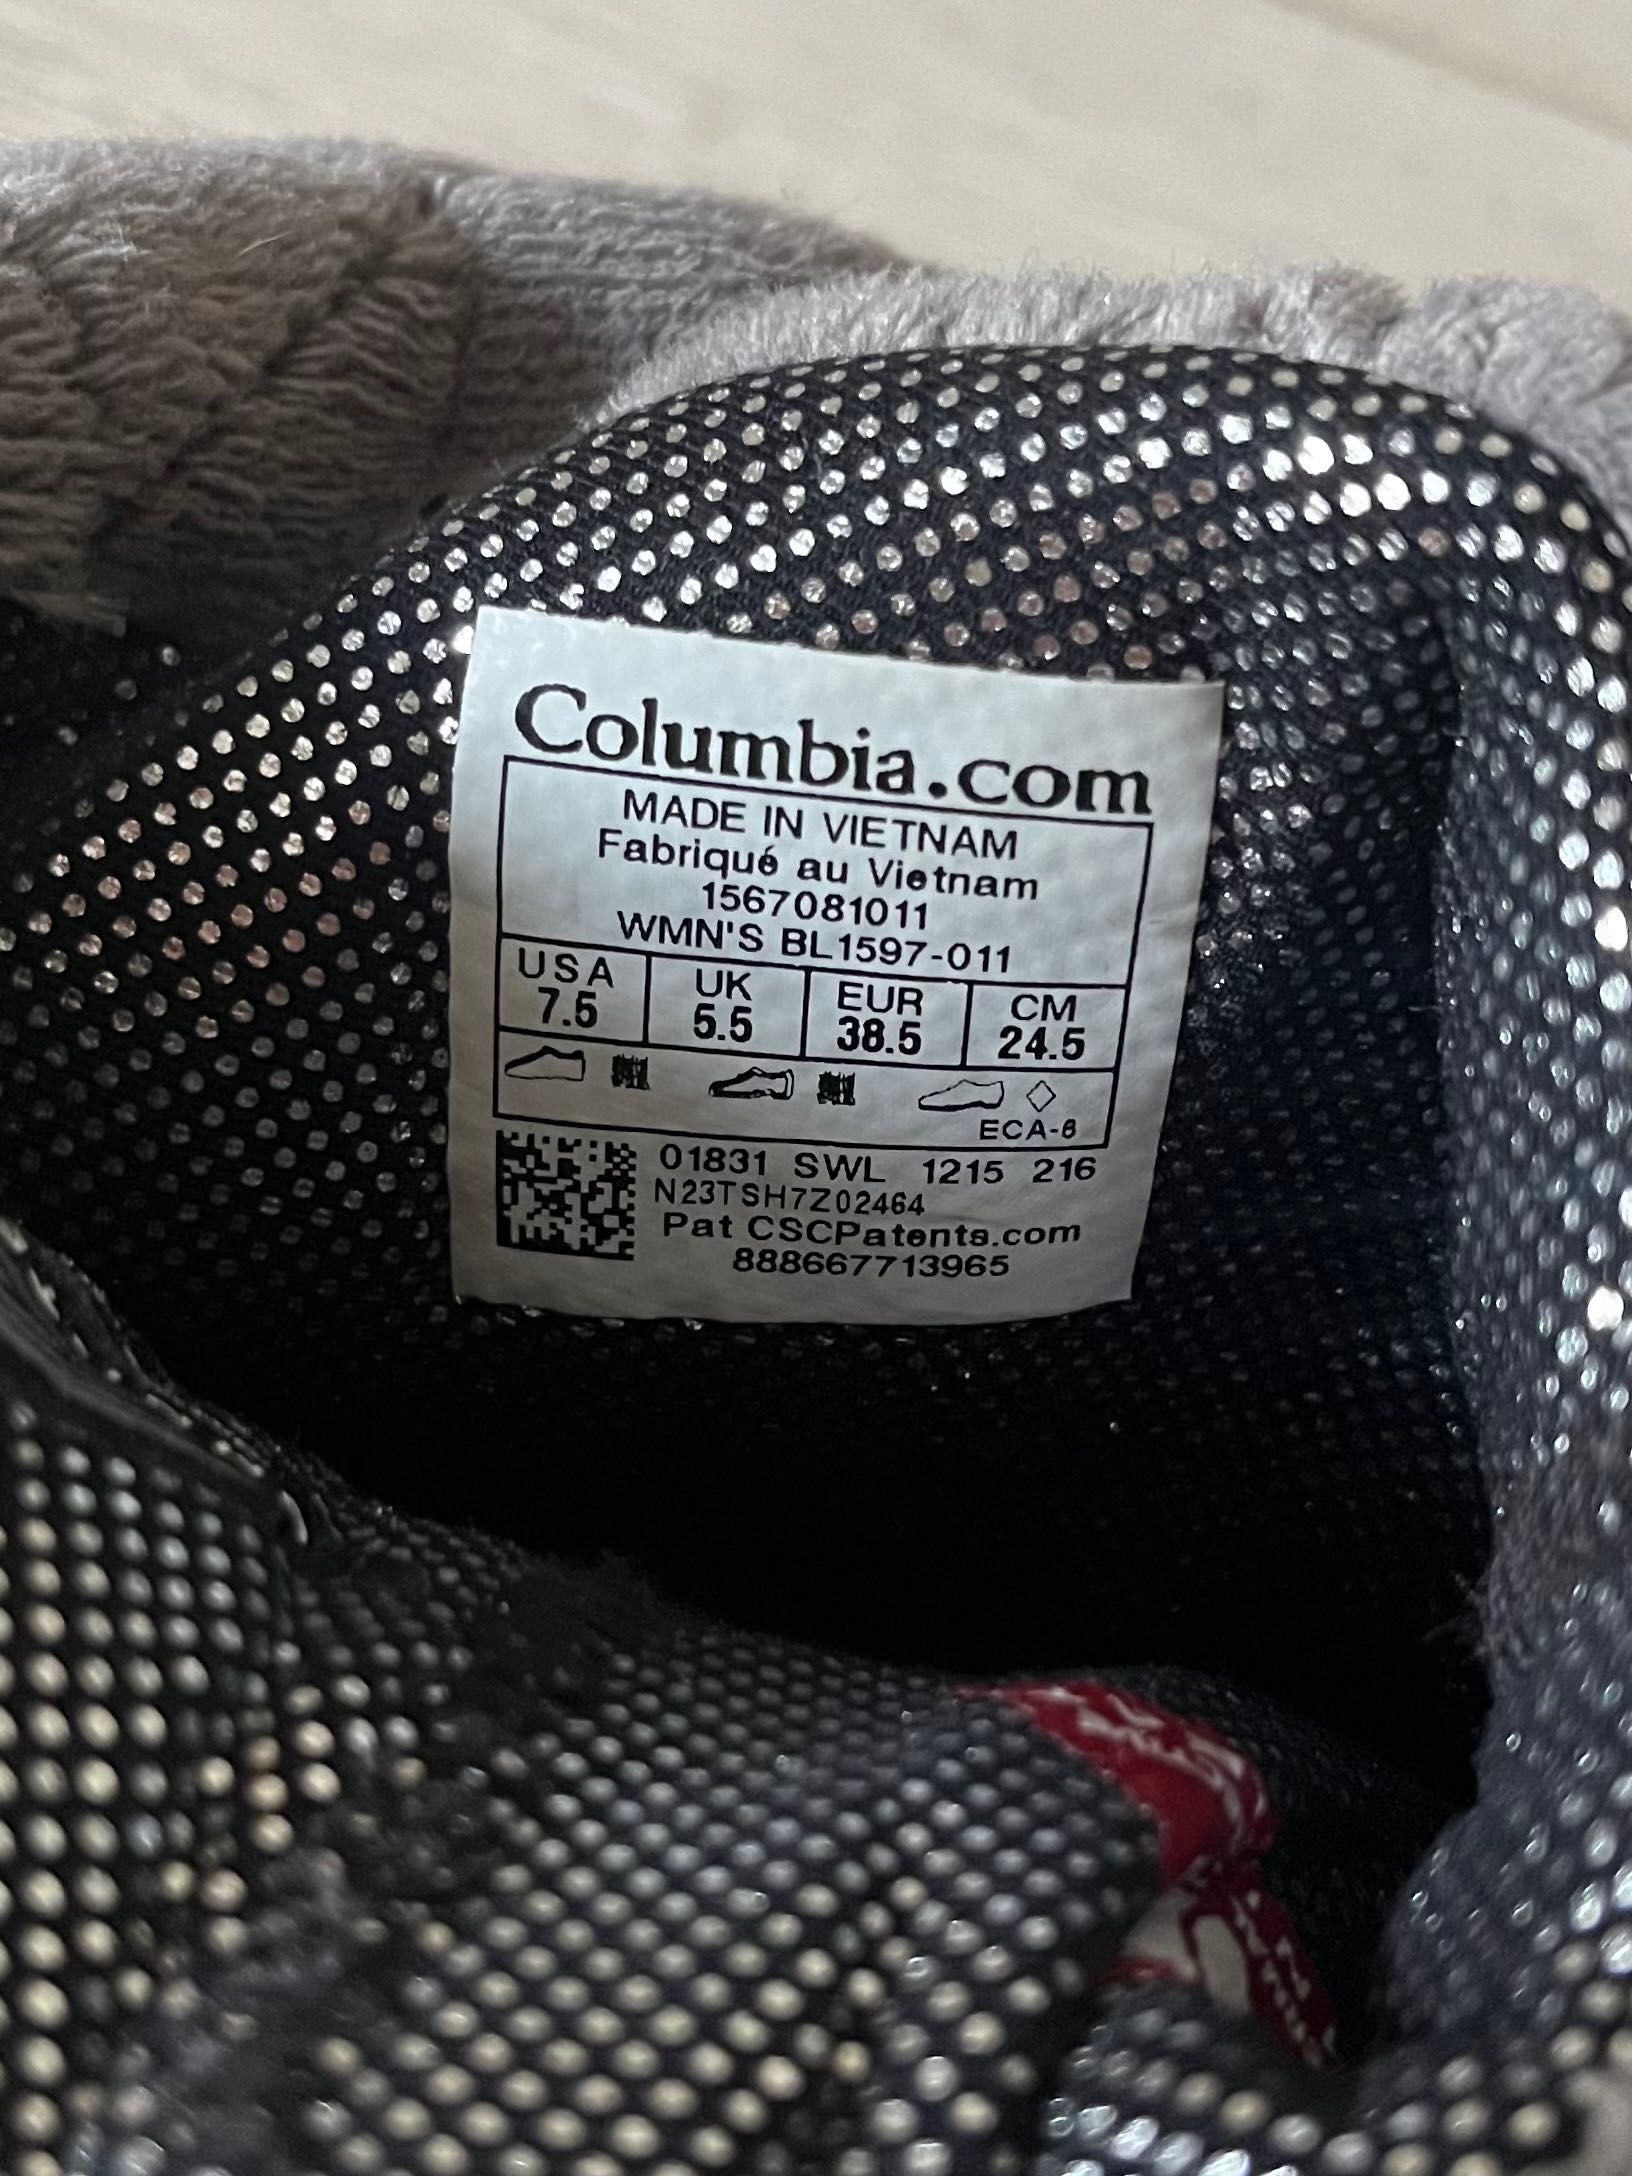 Columbia.com
MADE IN VIETNAM
Fabriqué au Vietnam
1567081011
WMN'S BL1597-011
USA UK EUR CM
7.5 5.5 38.5 24.5
ECA-6
01831 SWL 1215 216
N23TSH7Z02464
Pat CSCPatents.com
888667713965